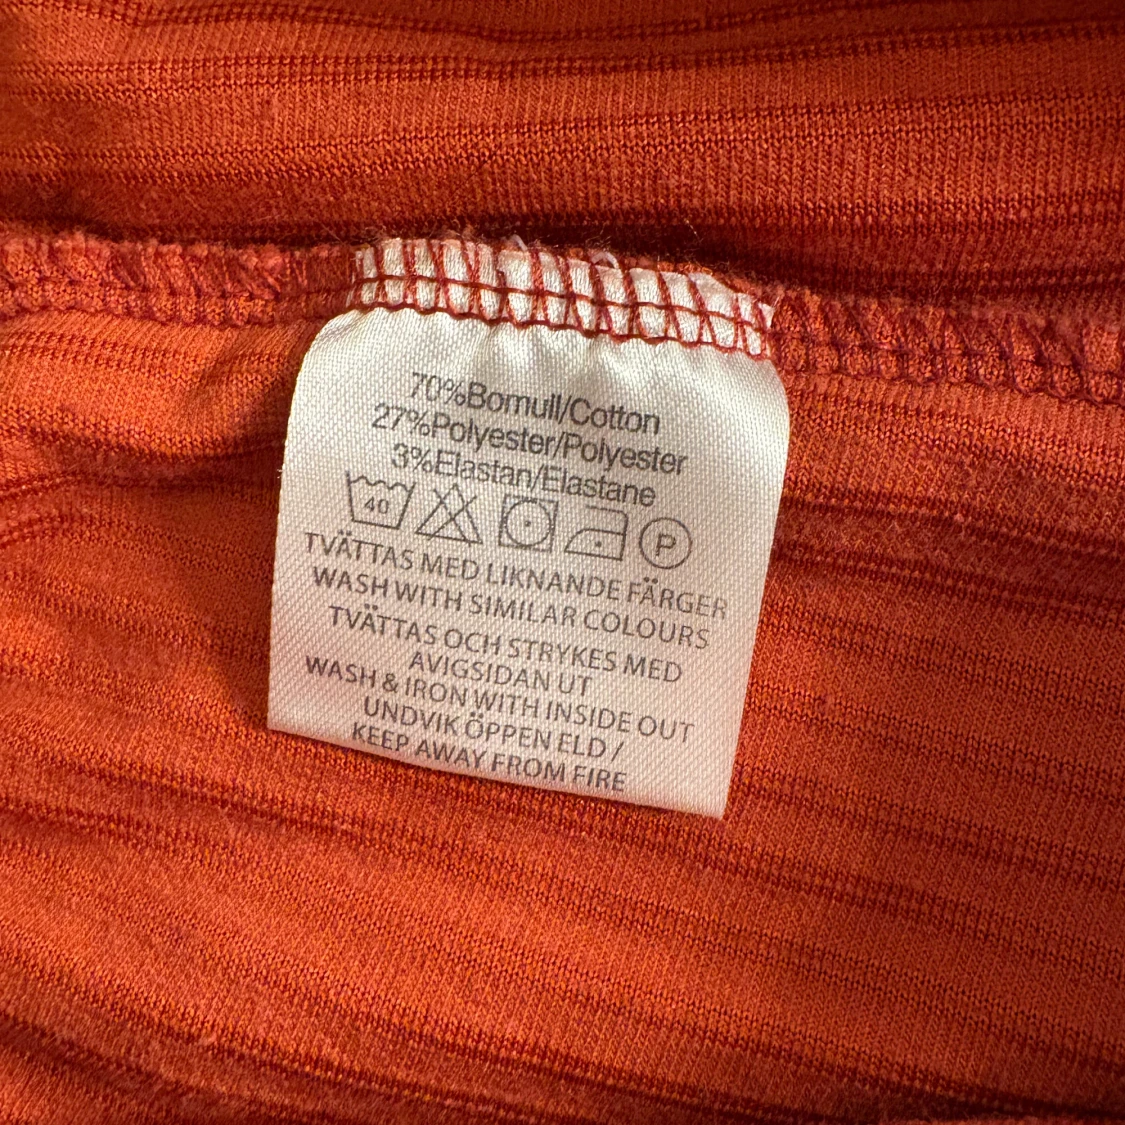 70%Bomull/Cotton
27%Polyester/Polyester
3%Elastan/Elastane
40 P
TVÄTTAS MED LIKNANDE FÄRGER
WASH WITH SIMILAR COLOURS
TVÄTTAS OCH STRYKES MED
AVIGSIDAN UT
WASH & IRON WITH INSIDE OUT
UNDVIK ÖPPEN ELD /
KEEP AWAY FROM FIRE